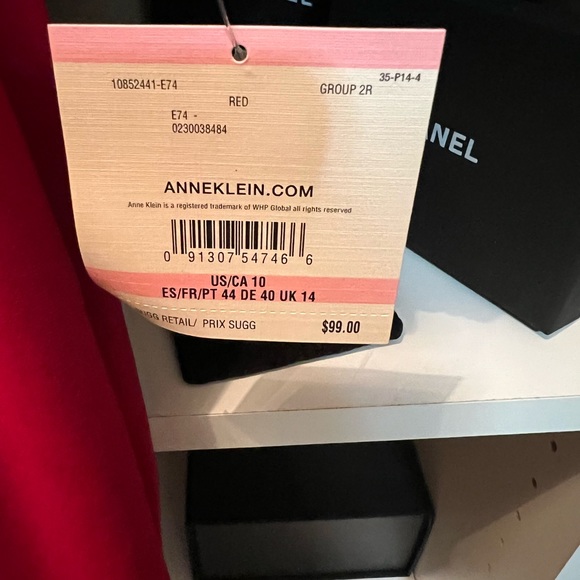 35-P14-4
10852441-E74
GROUP 2R
RED
E74 -
0230038484
ANNEKLEIN.COM
Anne Klein is a registered trademark of WHP Global all rights reserved
0 91307 54746 6
US/CA 10
ES/FR/PT 44 DE 40 UK 14
RETAIL/ PRIX SUGG $99.00